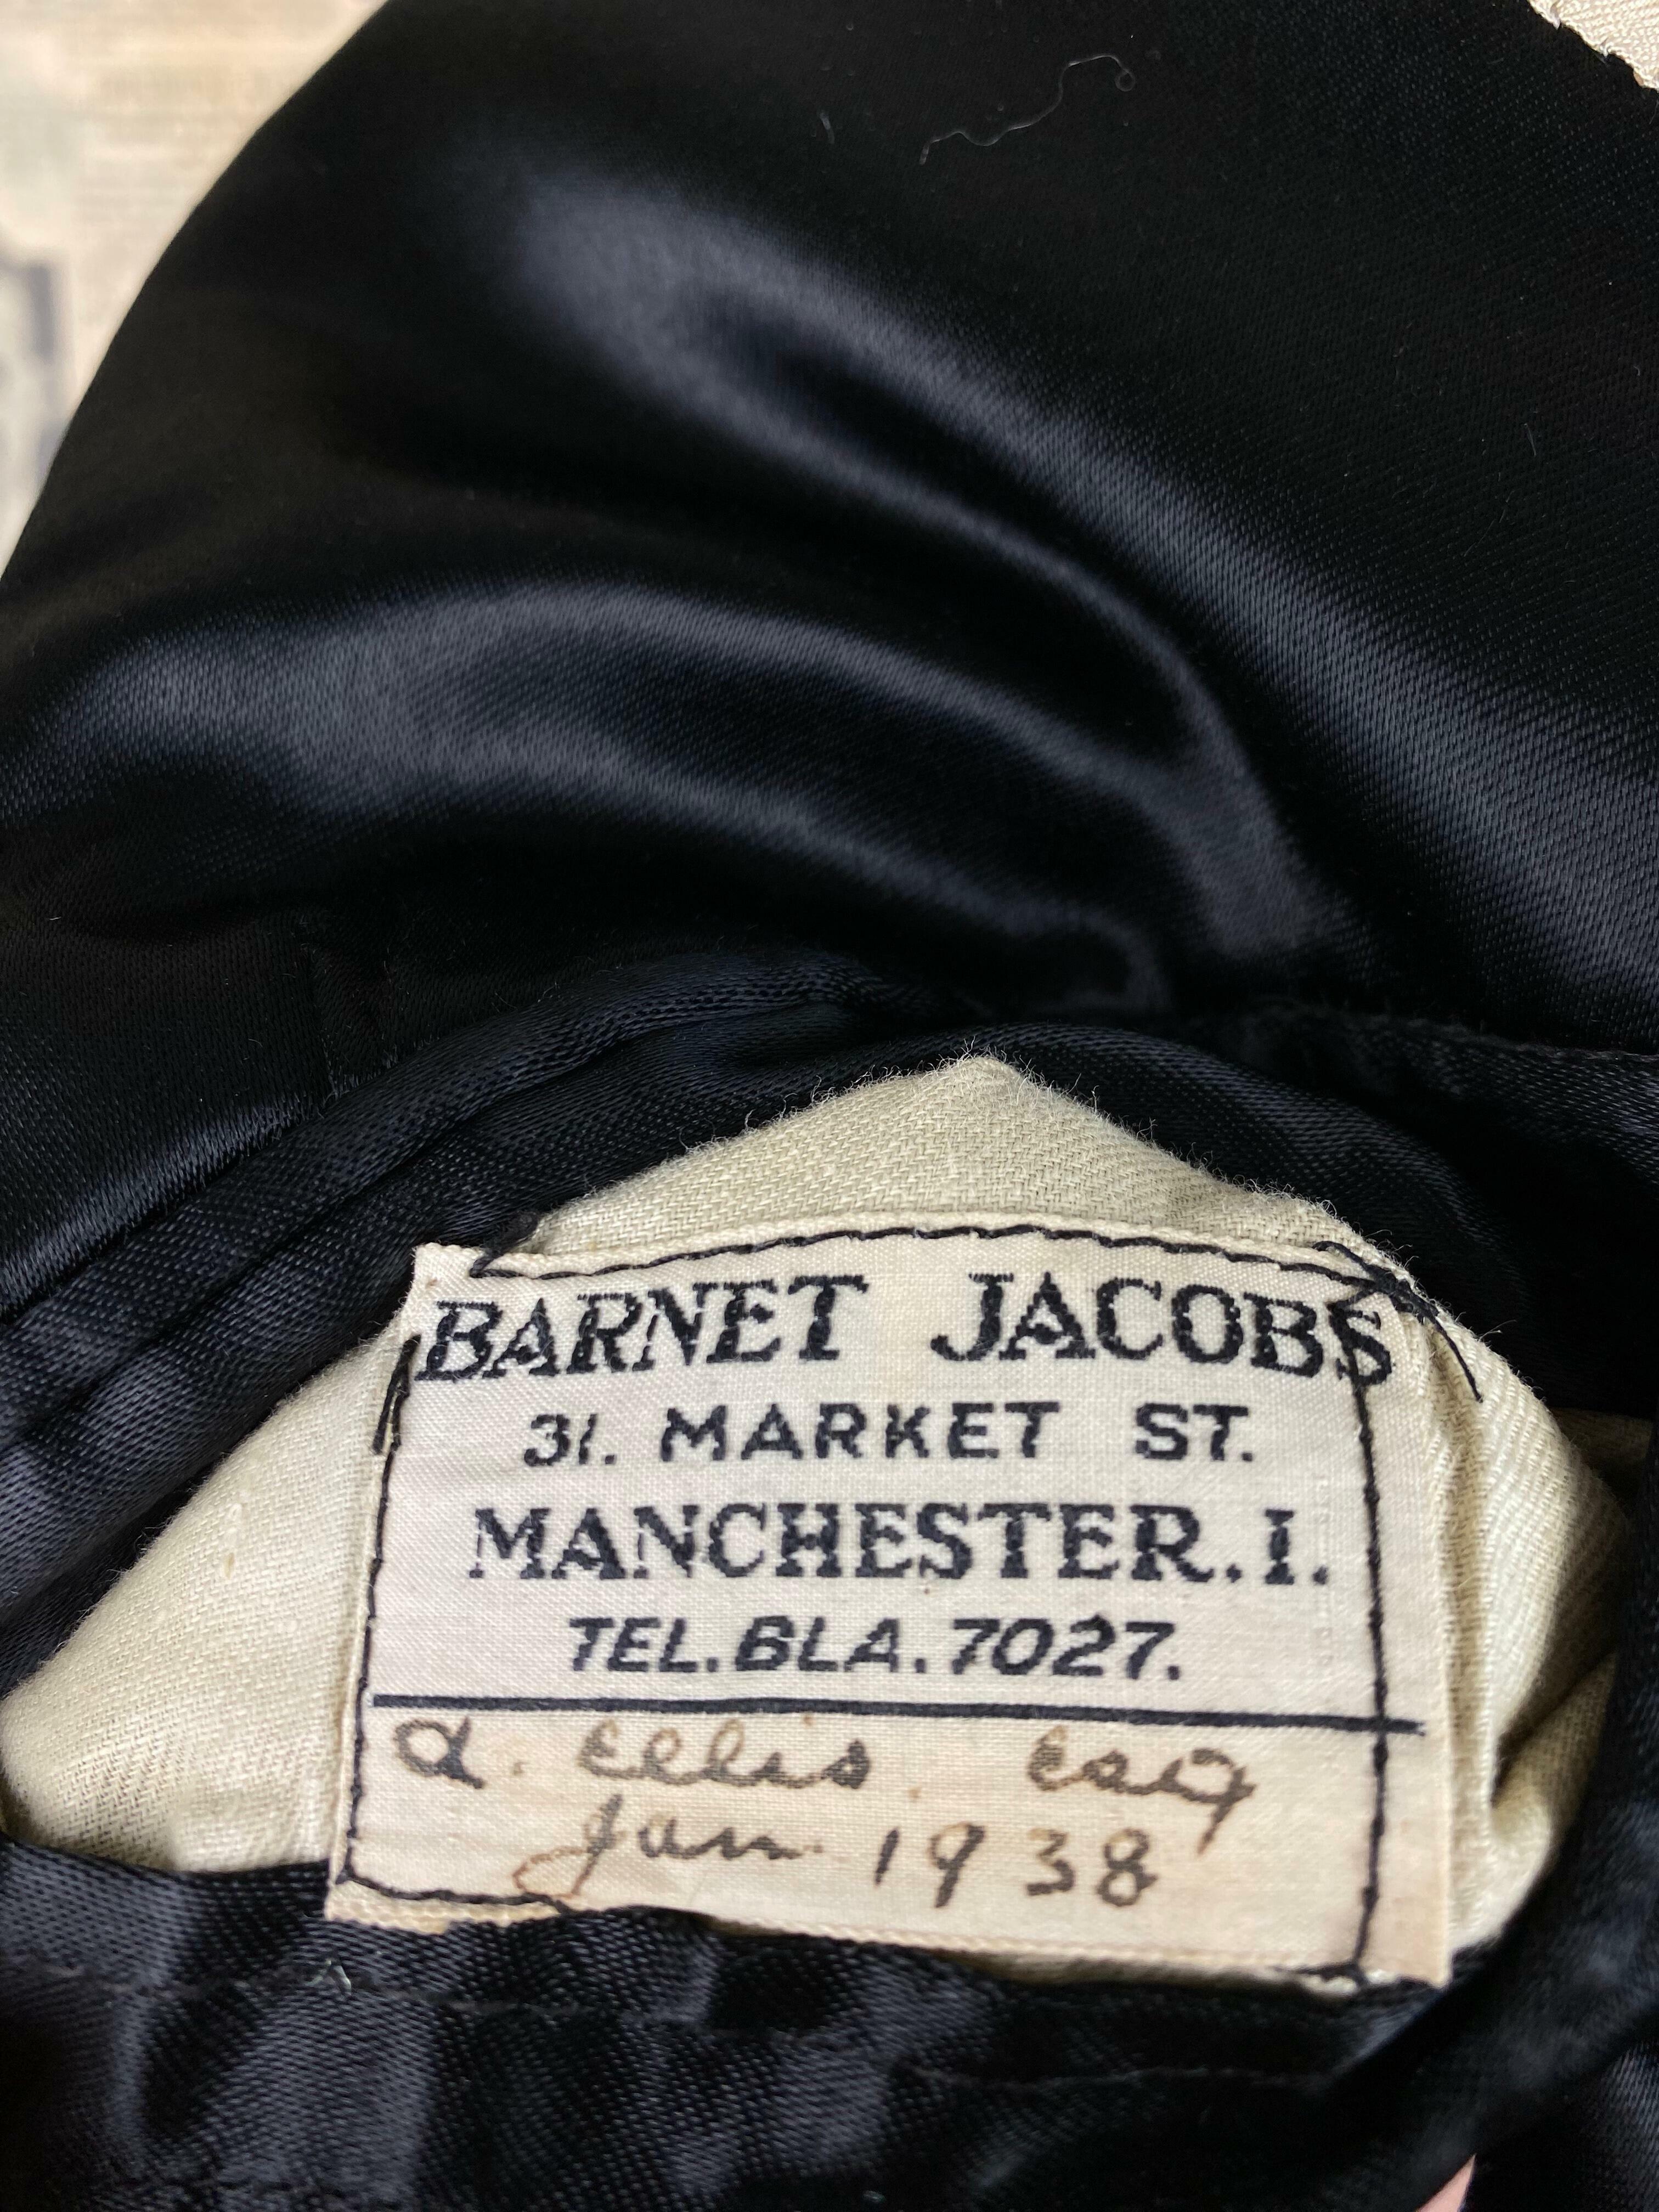 BARNET JACOBS
31. MARKET ST.
MANCHESTER. 1.
TEL. BLA. 7027.
A. Ellis. Esq
Jan. 1938